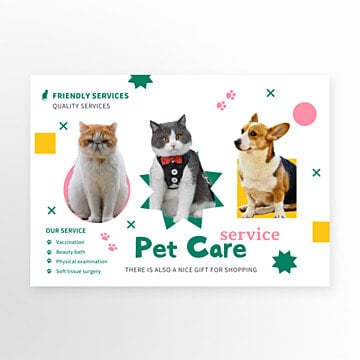 FRIENDLY SERVICES
QUALITY SERVICES
OUR SERVICE
Vaccination
Beauty bath
Physical examination
Soft tissue surgery
service
Pet Care
THERE IS ALSO A NICE GIFT FOR SHOPPING